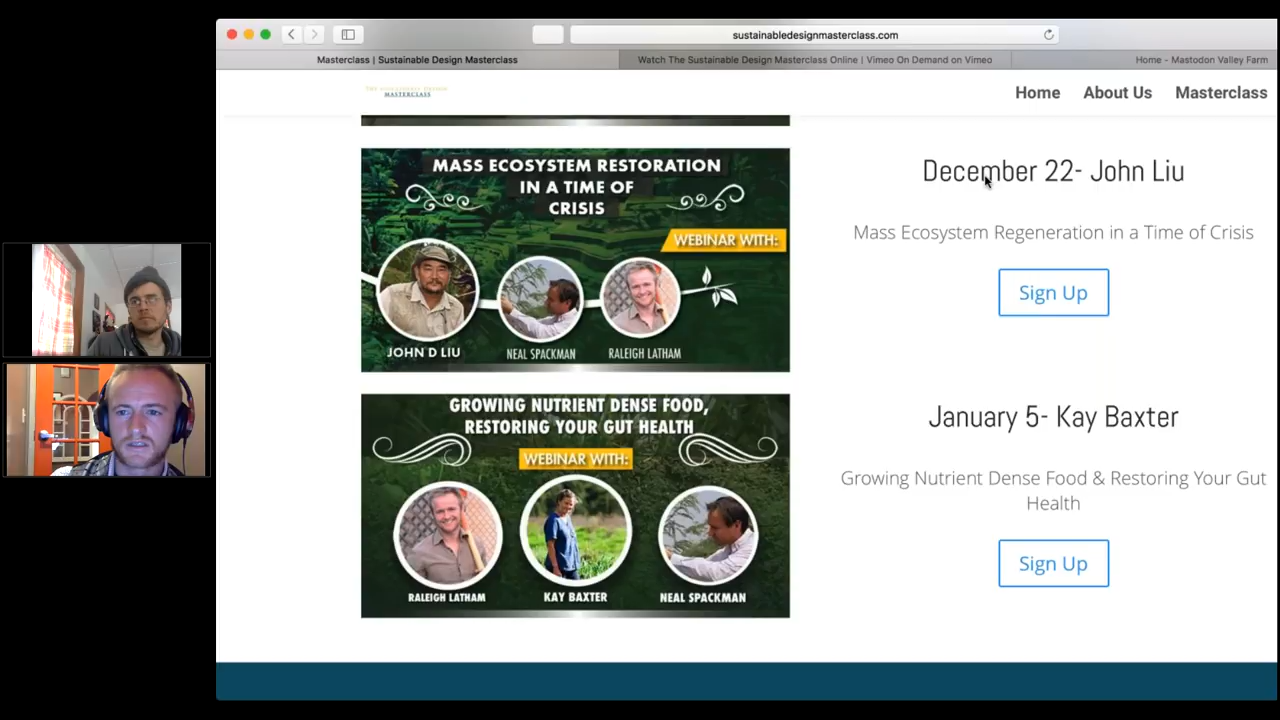 sustainabledesignmasterclass.com
Masterclass | Sustainable Design Masterclass
Watch The Sustainable Design Masterclass Online | Vimeo On Demand on Vimeo
Home - Mastodon Valley Farm
MASTERCLASS
Home
About Us
Masterclass
MASS ECOSYSTEM RESTORATION
IN A TIME OF
CRISIS
WEBINAR WITH:
JOHN D LIU
NEAL SPACKMAN
RALEIGH LATHAM
December 22- John Liu
Mass Ecosystem Regeneration in a Time of Crisis
Sign Up
GROWING NUTRIENT DENSE FOOD,
RESTORING YOUR GUT HEALTH
WEBINAR WITH:
RALEIGH LATHAM
KAY BAXTER
NEAL SPACKMAN
January 5- Kay Baxter
Growing Nutrient Dense Food & Restoring Your Gut
Health
Sign Up